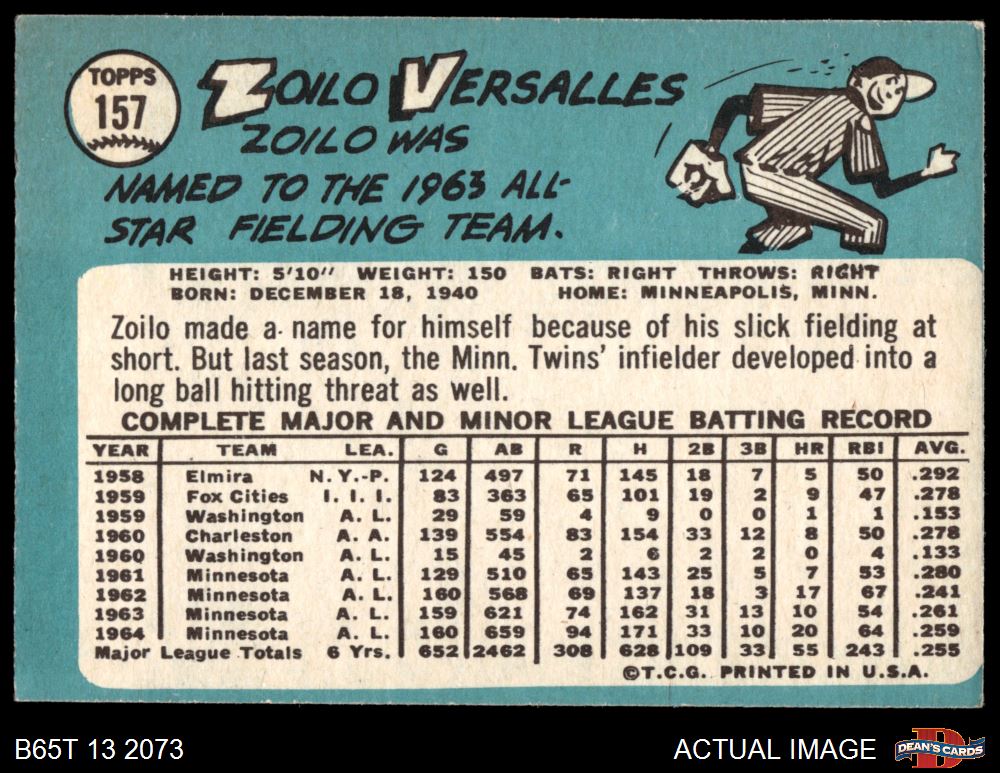 TOPPS
157
ZOILO VERSALLES
ZOILO WAS
NAMED TO THE 1963 ALL-
STAR FIELDING TEAM.
HEIGHT: 5'10" WEIGHT: 150 BATS: RIGHT THROWS: RIGHT
BORN: DECEMBER 18, 1940 HOME: MINNEAPOLIS, MINN.
Zoilo made a name for himself because of his slick fielding at
short. But last season, the Minn. Twins' infielder developed into a
long ball hitting threat as well.
COMPLETE MAJOR AND MINOR LEAGUE BATTING RECORD
YEAR TEAM LEA. G AB R H 2B 3B HR RBI AVG.
1958 Elmira N.Y.-P. 124 497 71 145 18 7 5 50 .292
1959 Fox Cities I. I. I. 83 363 65 101 19 2 9 47 .278
1959 Washington A. L. 29 59 4 9 0 0 1 1 .153
1960 Charleston A. A. 139 554 83 154 33 12 8 50 .278
1960 Washington A. L. 15 45 2 6 2 2 0 4 .133
1961 Minnesota A. L. 129 510 65 143 25 5 7 53 .280
1962 Minnesota A. L. 160 568 69 137 18 3 17 67 .241
1963 Minnesota A. L. 159 621 74 162 31 13 10 54 .261
1964 Minnesota A. L. 160 659 94 171 33 10 20 64 .259
Major League Totals 6 Yrs. 652 2462 308 628 109 33 55 243 .255
©T.C.G. PRINTED IN U.S.A.
B65T 13 2073
ACTUAL IMAGE
D
DEAN'S CARDS